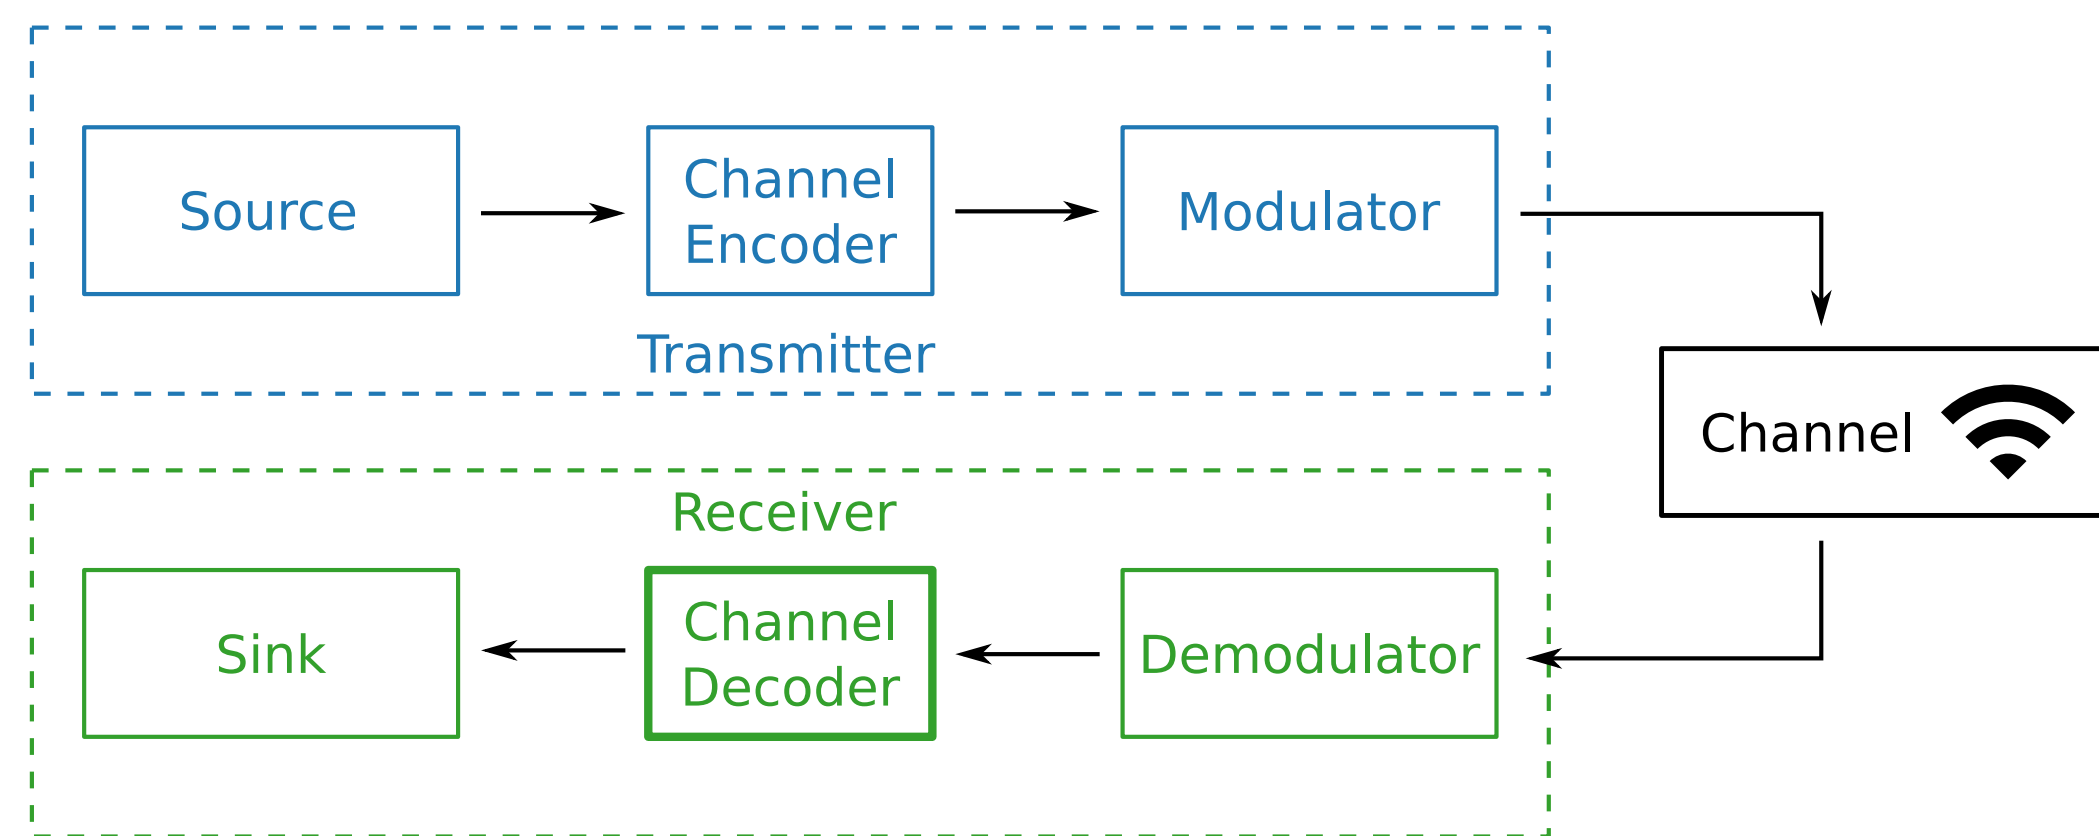 Source
Channel
Encoder
Modulator
Transmitter
Channel
Receiver
Sink
Channel
Decoder
Demodulator